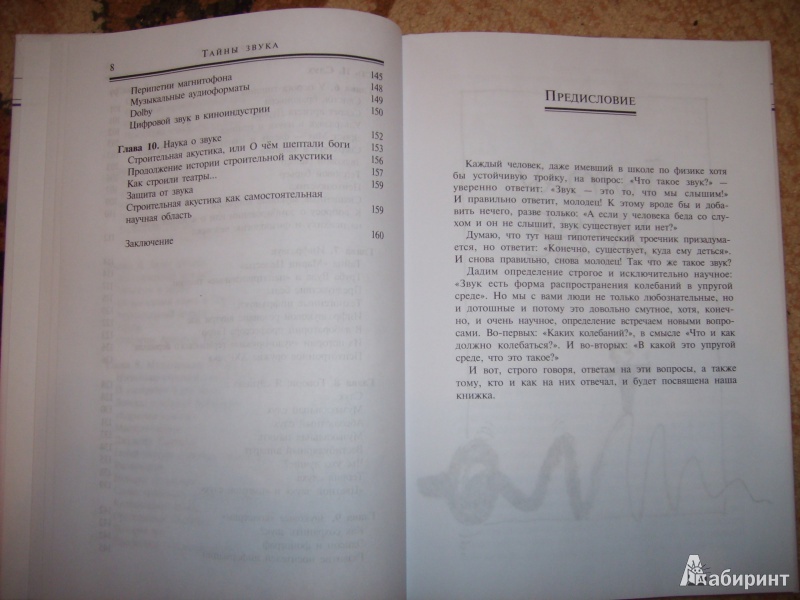 8
ТАЙНЫ ЗВУКА
Перипетии магнитофона 145
Музыкальные аудиоформаты 148
Dolby 149
Цифровой звук в киноиндустрии 150
Глава 10. Наука о звуке 152
Строительная акустика, или О чём шептали боги 153
Продолжение истории строительной акустики 156
Как строили театры... 157
Защита от звука 159
Строительная акустика как самостоятельная
научная область 159
Заключение 160
ПРЕДИСЛОВИЕ
Каждый человек, даже имевший в школе по физике хотя
бы устойчивую тройку, на вопрос: «Что такое звук?» —
уверенно ответит: «Звук — это то, что мы слышим!»
И правильно ответит, молодец! К этому вроде бы и доба-
вить нечего, разве только: «А если у человека беда со слу-
хом и он не слышит, звук существует или нет?»
Думаю, что тут наш гипотетический троечник призадума-
ется, но ответит: «Конечно, существует, куда ему деться».
И снова правильно, снова молодец! Так что же такое звук?
Дадим определение строгое и исключительно научное:
«Звук есть форма распространения колебаний в упругой
среде». Но мы с вами люди не только любознательные, но
и дотошные и потому это довольно смутное, хотя, конеч-
но, и очень научное, определение встречаем новыми вопро-
сами. Во-первых: «Каких колебаний?», в смысле «Что и как
должно колебаться?». И во-вторых: «В какой это упругой
среде, что это такое?»
И вот, строго говоря, ответам на эти вопросы, а также
тому, кто и как на них отвечал, и будет посвящена наша
книжка.
Лабиринт